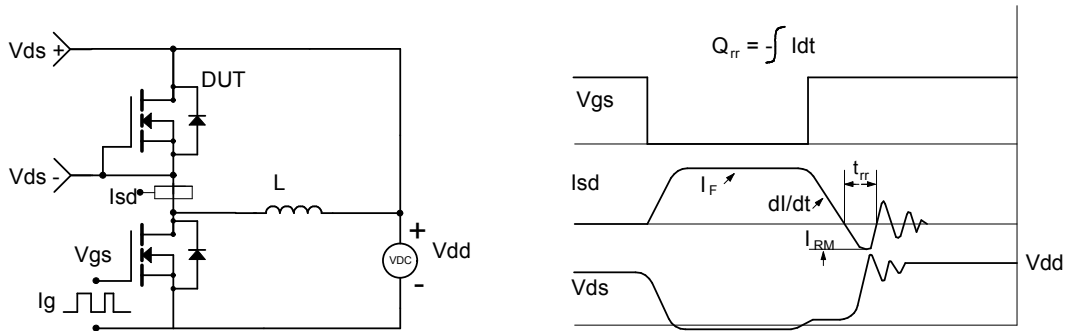 Vds +
DUT
Vds -
Isd
L
Vgs
Ig
+
VDC
-
Vdd
Qrr = -∫ Idt
Vgs
Isd
IF
dI/dt
trr
IRM
Vds
Vdd